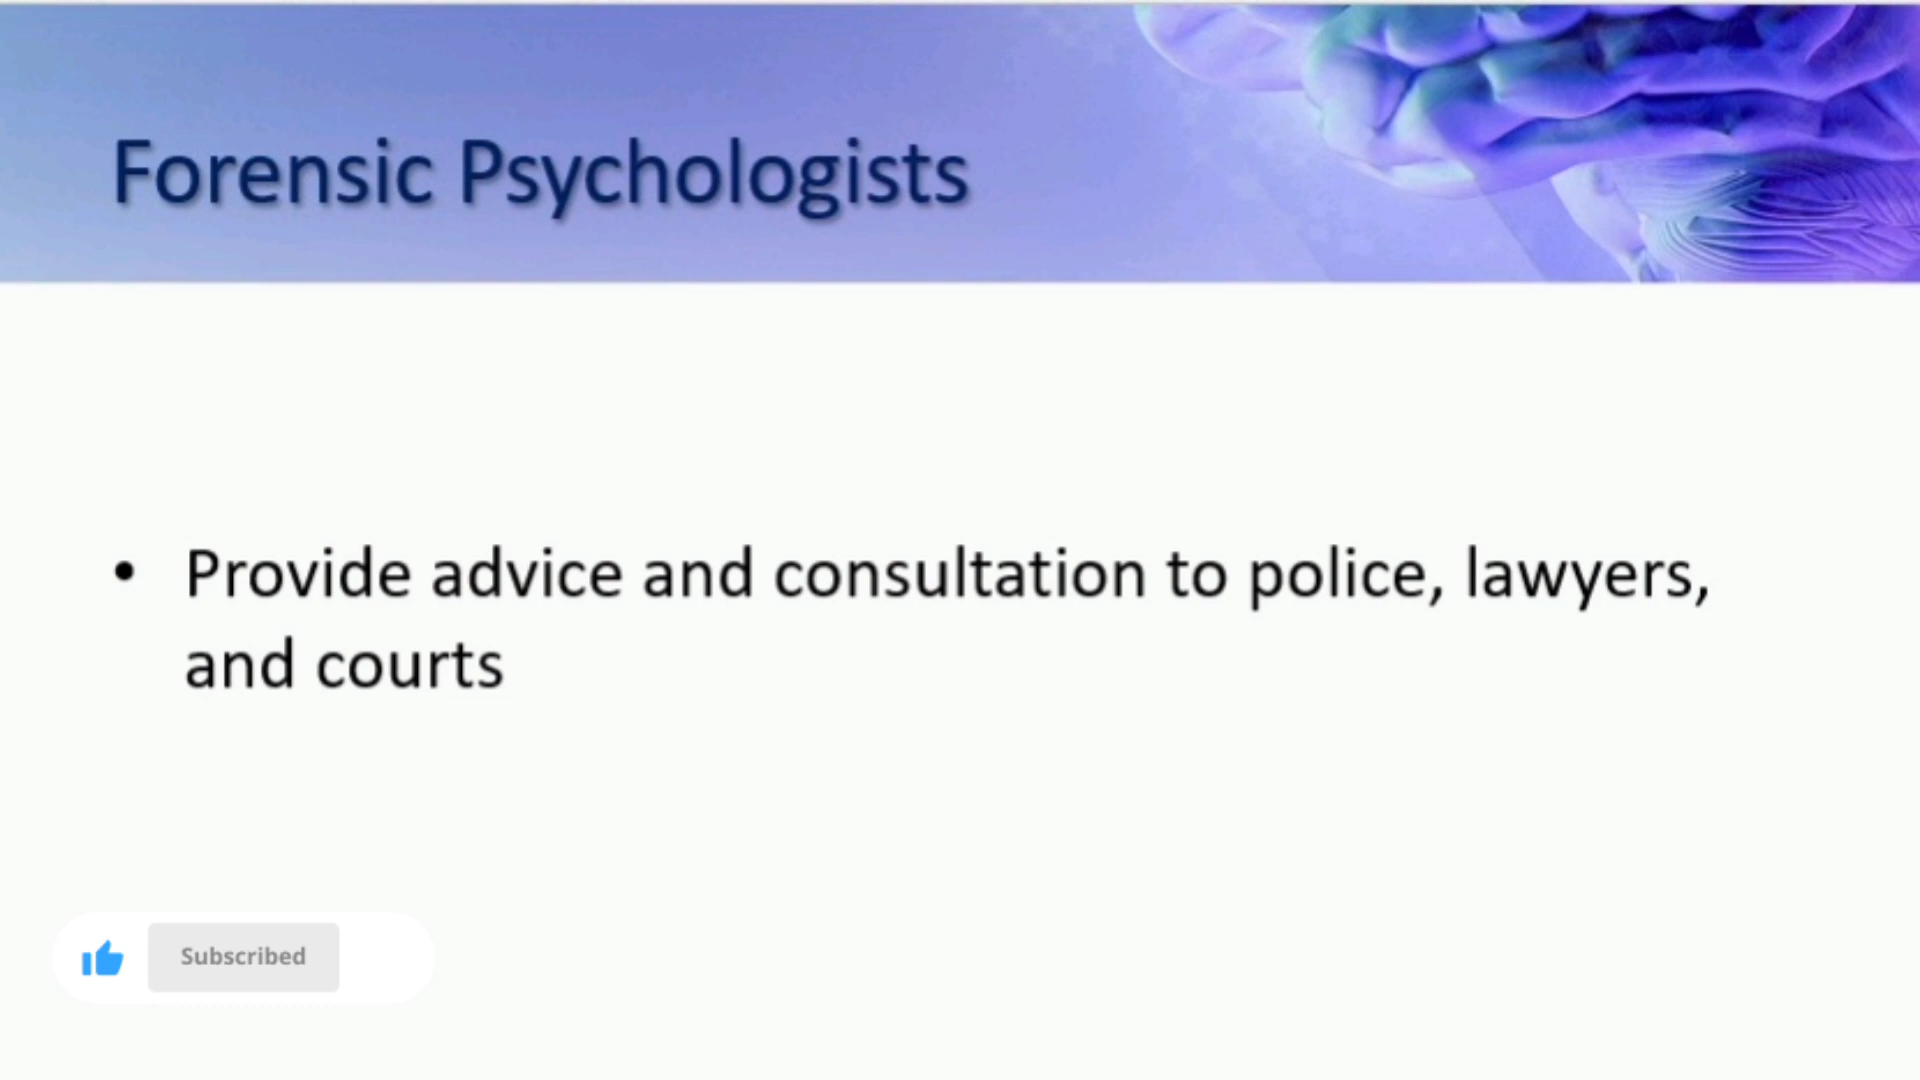 Forensic Psychologists
• Provide advice and consultation to police, lawyers,
and courts
Subscribed